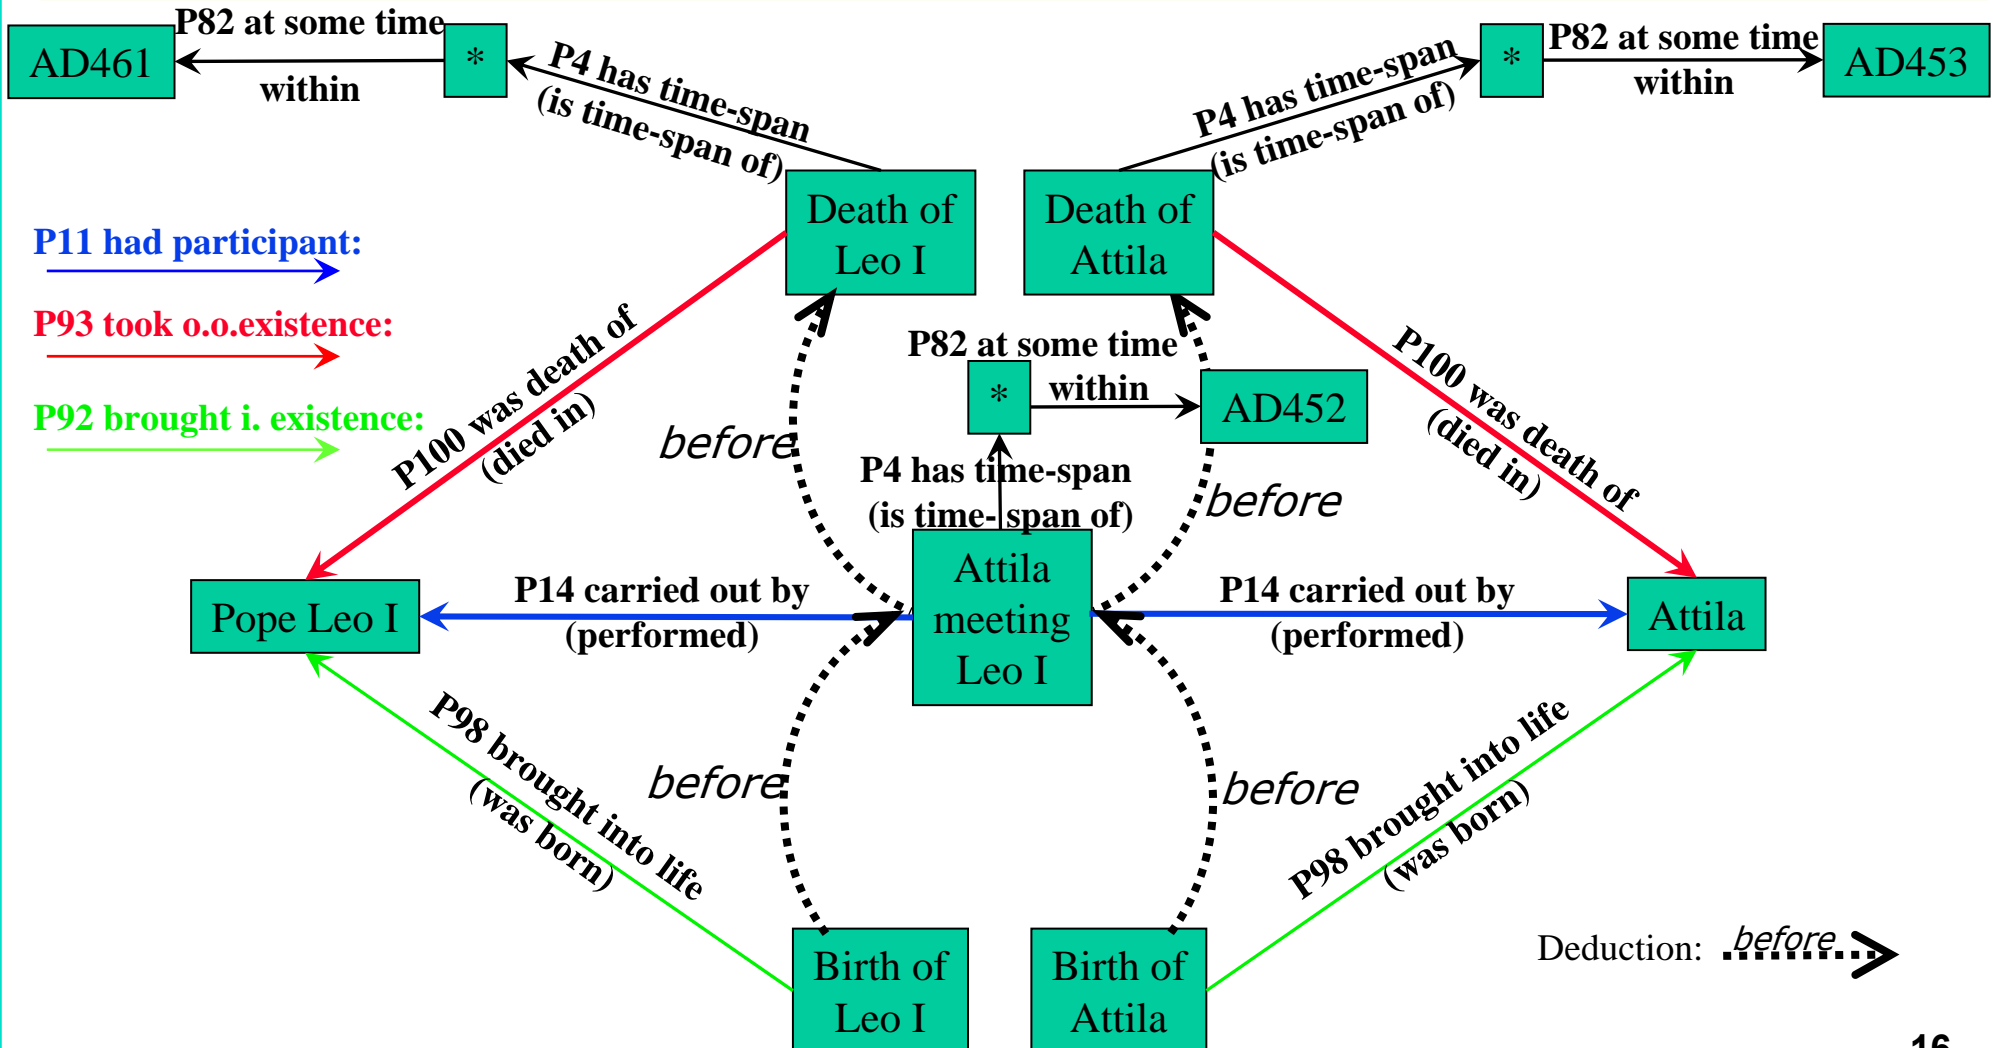 P82 at some time
within
AD461
*
P4 has time-span
(is time-span of)
P4 has time-span
(is time-span of)
*
P82 at some time
within
AD453
Death of
Leo I
Death of
Attila
P11 had participant:
P93 took o.o.existence:
P92 brought i. existence:
P100 was death of
(died in)
before
P82 at some time
within
*
AD452
P4 has time-span
(is time- span of)
before
P100 was death of
(died in)
Pope Leo I
P14 carried out by
(performed)
Attila
meeting
Leo I
P14 carried out by
(performed)
Attila
P98 brought into life
(was born)
before
before
P98 brought into life
(was born)
Birth of
Leo I
Birth of
Attila
Deduction: before
16